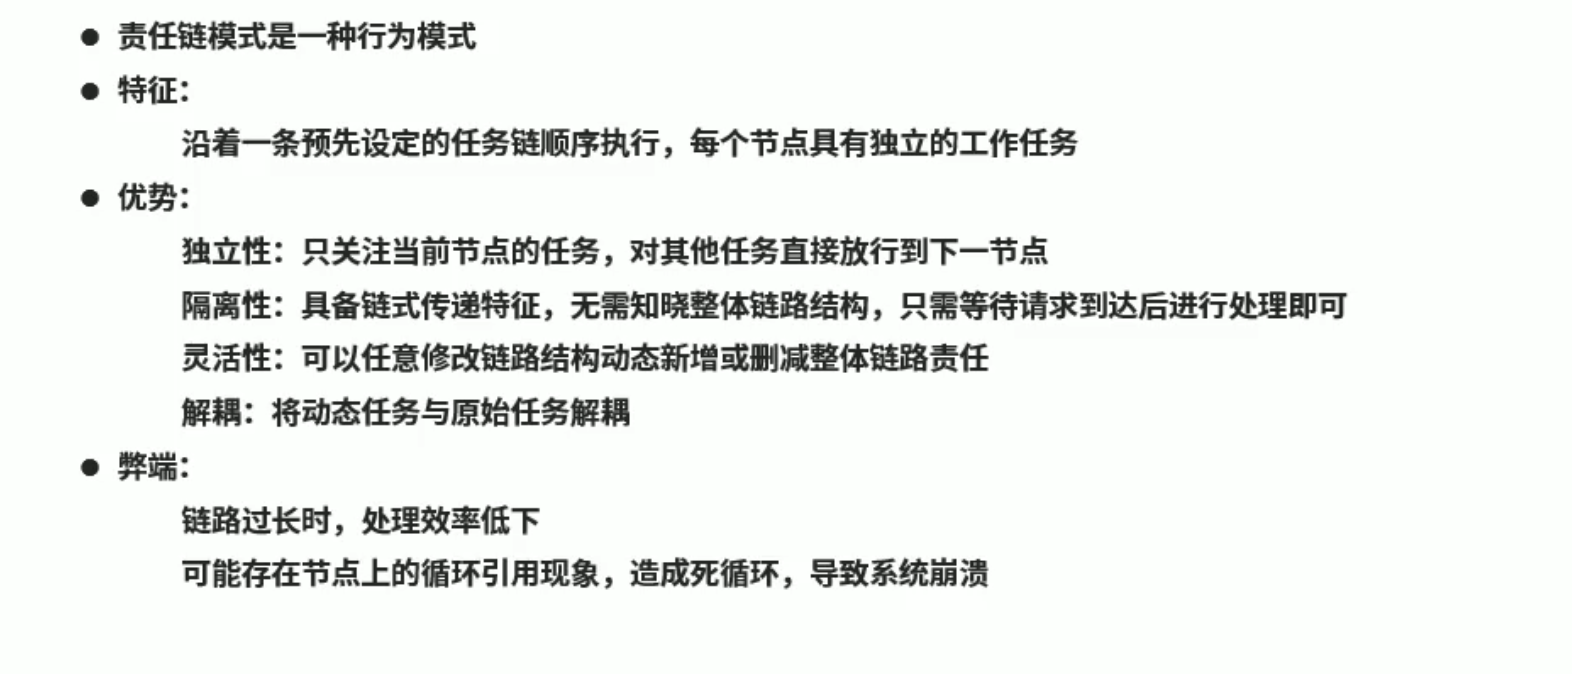 ● 责任链模式是一种行为模式
● 特征：
沿着一条预先设定的任务链顺序执行，每个节点具有独立的工作任务
● 优势：
独立性：只关注当前节点的任务，对其他任务直接放行到下一节点
隔离性：具备链式传递特征，无需知晓整体链路结构，只需等待请求到达后进行处理即可
灵活性：可以任意修改链路结构动态新增或删减整体链路责任
解耦：将动态任务与原始任务解耦
● 弊端：
链路过长时，处理效率低下
可能存在节点上的循环引用现象，造成死循环，导致系统崩溃